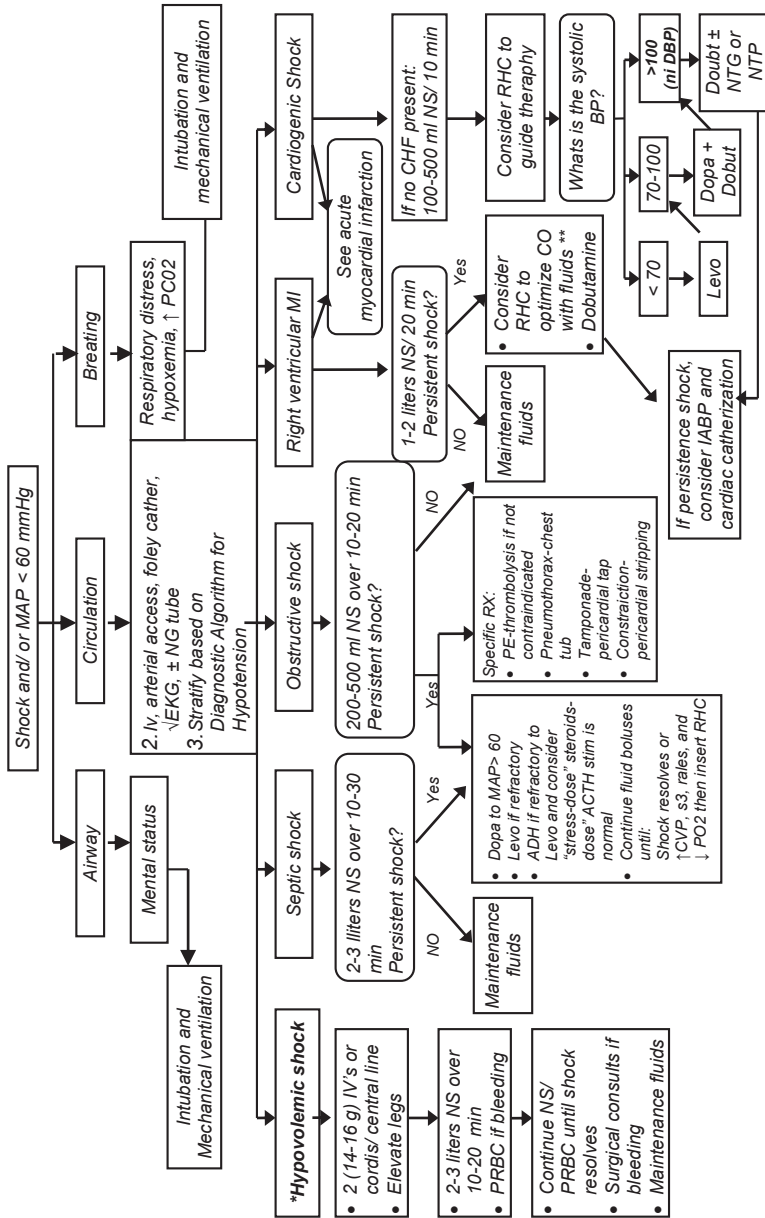 Shock and/ or MAP < 60 mmHg
Airway
Circulation
Breating
Mental status
2. Iv, arterial access, foley cather,
√EKG, ± NG tube
3. Stratify based on
Diagnostic Algorithm for
Hypotension
Respiratory distress,
hypoxemia, ↑ PC02
Intubation and
Mechanical ventilation
Intubation and
mechanical ventilation
*Hypovolemic shock
Septic shock
Obstructive shock
Right ventricular MI
Cardiogenic Shock
See acute
myocardial infarction
• 2 (14-16 g) IV's or
cordis/ central line
• Elevate legs
• 2-3 liters NS over
10-20 min
• PRBC if bleeding
• Continue NS/
PRBC until shock
resolves
• Surgical consults if
bleeding
• Maintenance fluids
2-3 lliters NS over 10-30
min
Persistent shock?
NO
Yes
Maintenance
fluids
• Dopa to MAP> 60
• Levo if refractory
• ADH if refractory to
Levo and consider
“stress-dose” steroids-
dose” ACTH stim is
normal
• Continue fluid boluses
until:
Shock resolves or
↑CVP, s3, rales, and
↓ PO2 then insert RHC
200-500 ml NS over 10-20 min
Persistent shock?
Yes
NO
Specific RX:
• PE-thrombolysis if not
contraindicated
• Pneumothorax-chest
tub
• Tamponade-
pericardial tap
• Constraiction-
pericardial stripping
1-2 liters NS/ 20 min
Persistent shock?
NO
Yes
Maintenance
fluids
• Consider
RHC to
optimize CO
with fluids **
• Dobutamine
If no CHF present:
100-500 ml NS/ 10 min
Consider RHC to
guide theraphy
Whats is the systolic
BP?
< 70
70-100
>100
(ni DBP)
Levo
Dopa +
Dobut
Doubt ±
NTG or
NTP
If persistence shock,
consider IABP and
cardiac catherization